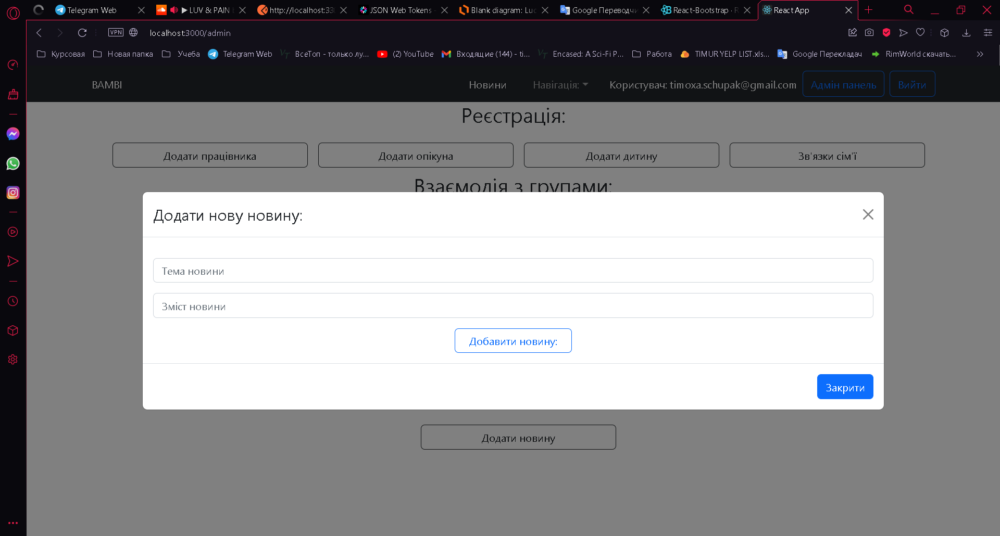 Telegram Web
LUV & PAIN
http://localhost:33
JSON Web Tokens
Blank diagram: Luc
Google Переводчи
React-Bootstrap · R
React App
VPN
localhost:3000/admin
Курсовая
Новая папка
Учеба
Telegram Web
ВсеТоп - только лу...
(2) YouTube
Входящие (144) - ti...
Encased: A Sci-Fi P...
Работа
TIMUR YELP LIST.xls...
Google Перекладач
RimWorld скачать...
BAMBI
Новини
Навігація:
Користувач: timoxa.schupak@gmail.com
Адмін панель
Вийти
Реєстрація:
Додати працівника
Додати опікуна
Додати дитину
Зв'язки сім'ї
Взаємодія з групами:
Додати нову новину:
Тема новини
Зміст новини
Добавити новину:
Закрити
Додати новину